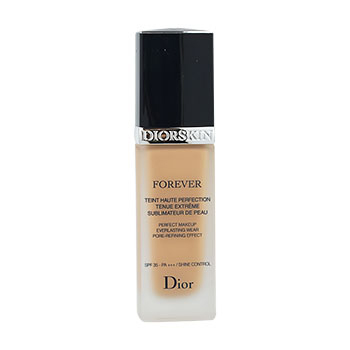 DIORSKIN
FOREVER
TEINT HAUTE PERFECTION
TENUE EXTRÊME
SUBLIMATEUR DE PEAU
PERFECT MAKEUP
EVERLASTING WEAR
PORE-REFINING EFFECT
SPF 35 - PA+++ / SHINE CONTROL
Dior